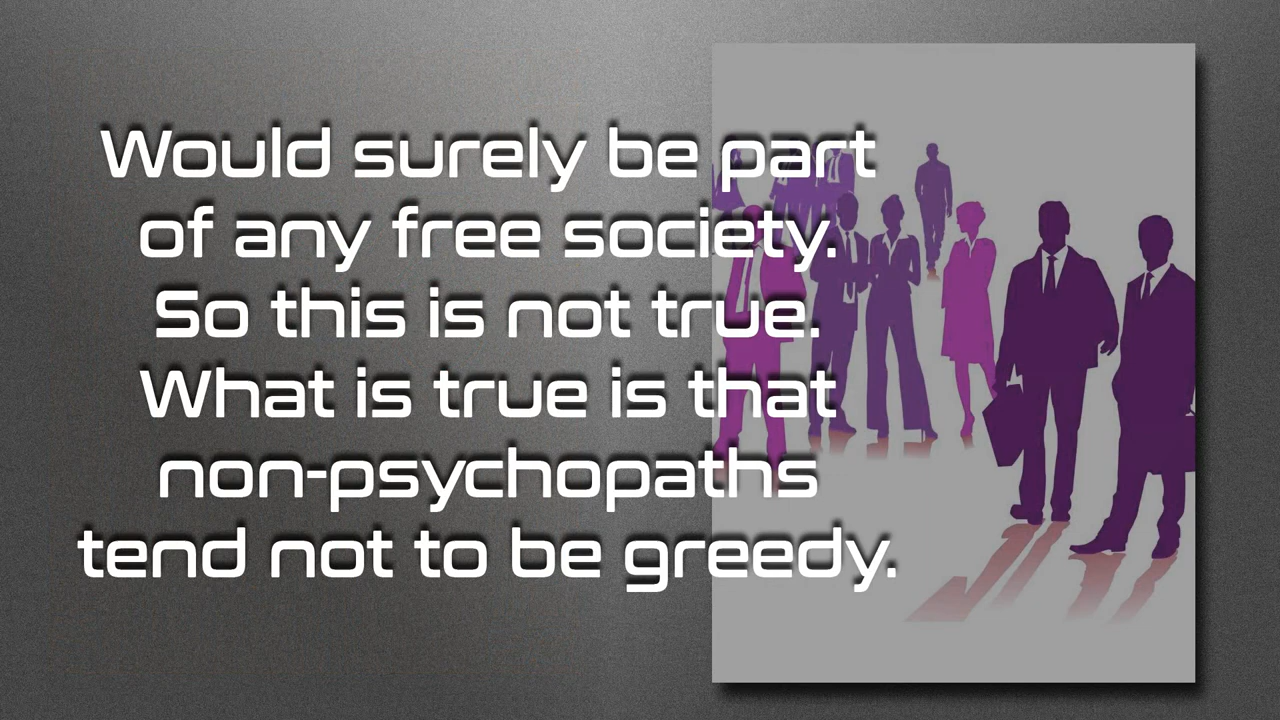 Would surely be part
of any free society.
So this is not true.
What is true is that
non-psychopaths
tend not to be greedy.